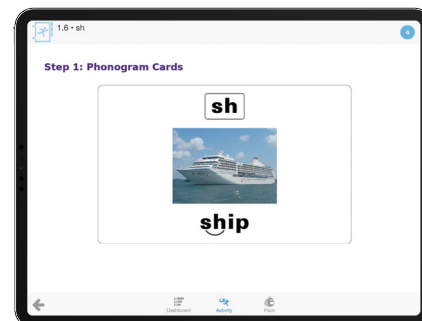 1.6 • sh
4
Step 1: Phonogram Cards
sh
ship
Dashboard
Activity
Pack